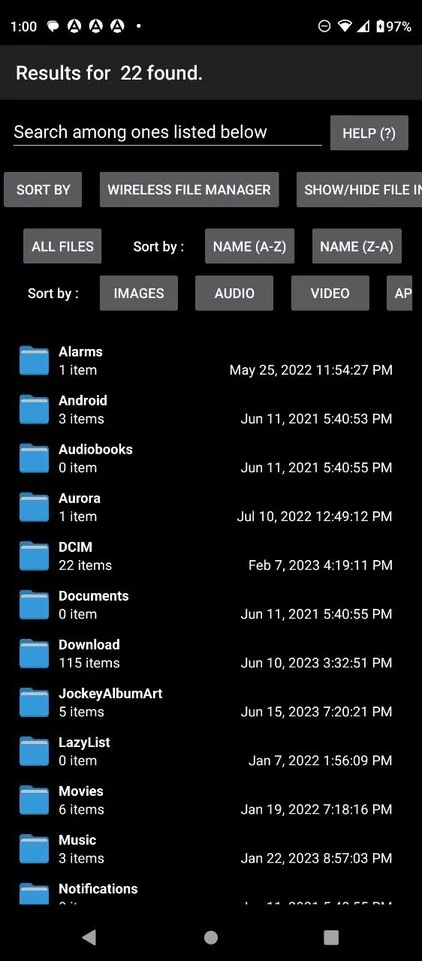 1:00 97%
Results for 22 found.
Search among ones listed below HELP (?)
SORT BY WIRELESS FILE MANAGER SHOW/HIDE FILE IN
ALL FILES Sort by : NAME (A-Z) NAME (Z-A)
Sort by : IMAGES AUDIO VIDEO AP
Alarms
1 item May 25, 2022 11:54:27 PM
Android
3 items Jun 11, 2021 5:40:53 PM
Audiobooks
0 item Jun 11, 2021 5:40:55 PM
Aurora
1 item Jul 10, 2022 12:49:12 PM
DCIM
22 items Feb 7, 2023 4:19:11 PM
Documents
0 item Jun 11, 2021 5:40:55 PM
Download
115 items Jun 10, 2023 3:32:51 PM
JockeyAlbumArt
5 items Jun 15, 2023 7:20:21 PM
LazyList
0 item Jan 7, 2022 1:56:09 PM
Movies
6 items Jan 19, 2022 7:18:16 PM
Music
3 items Jan 22, 2023 8:57:03 PM
Notifications